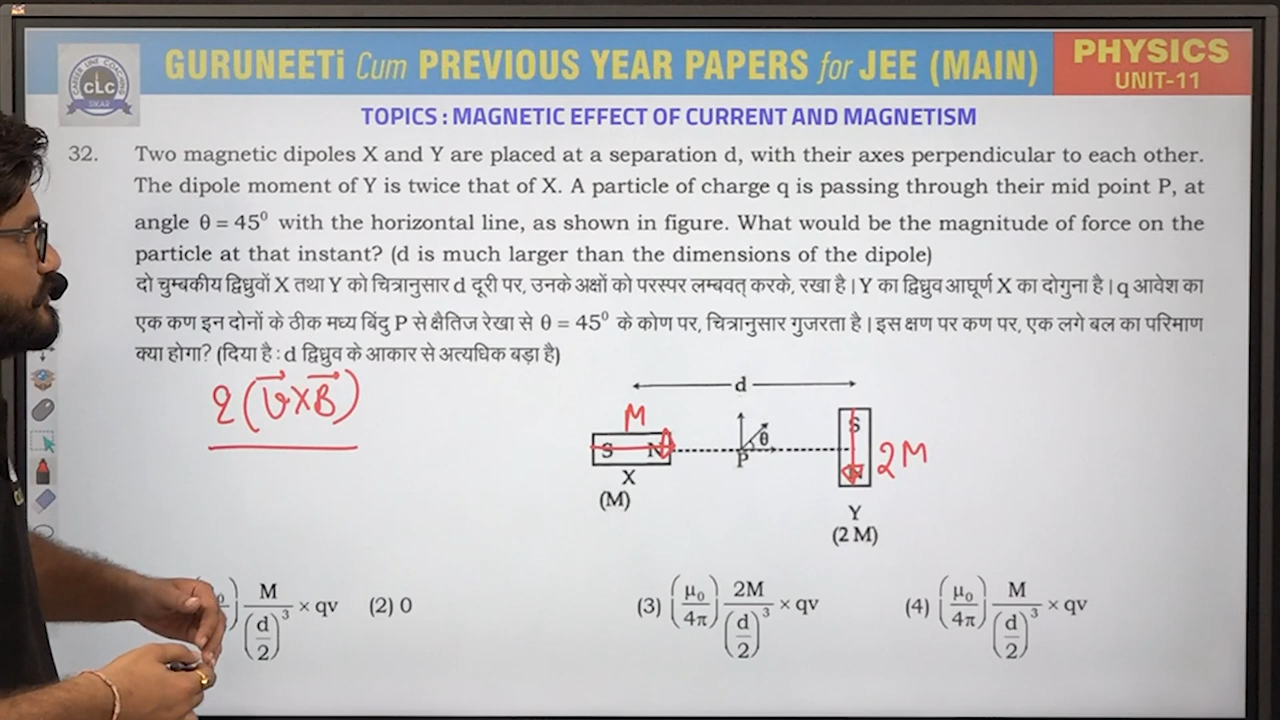 GURUNEETi Cum PREVIOUS YEAR PAPERS for JEE (MAIN)
PHYSICS
UNIT-11
CLC
SIKAR
TOPICS : MAGNETIC EFFECT OF CURRENT AND MAGNETISM
32. Two magnetic dipoles X and Y are placed at a separation d, with their axes perpendicular to each other.
The dipole moment of Y is twice that of X. A particle of charge q is passing through their mid point P, at
angle θ = 45⁰ with the horizontal line, as shown in figure. What would be the magnitude of force on the
particle at that instant? (d is much larger than the dimensions of the dipole)
दो चुम्बकीय द्विध्रुवों X तथा Y को चित्रानुसार d दूरी पर, उनके अक्षों को परस्पर लम्बवत् करके, रखा है। Y का द्विध्रुव आघूर्ण X का दोगुना है। q आवेश का
एक कण इन दोनों के ठीक मध्य बिंदु P से क्षैतिज रेखा से θ = 45⁰ के कोण पर, चित्रानुसार गुजरता है। इस क्षण पर कण पर, एक लगे बल का परिमाण
क्या होगा? (दिया है : d द्विध्रुव के आकार से अत्यधिक बड़ा है)
q(v×B)
d
M
S N
P
θ
S
N
2M
X
(M)
Y
(2 M)
M/(d/2)³ × qv (2) 0 (3) (μ₀/4π) 2M/(d/2)³ × qv (4) (μ₀/4π) M/(d/2)³ × qv